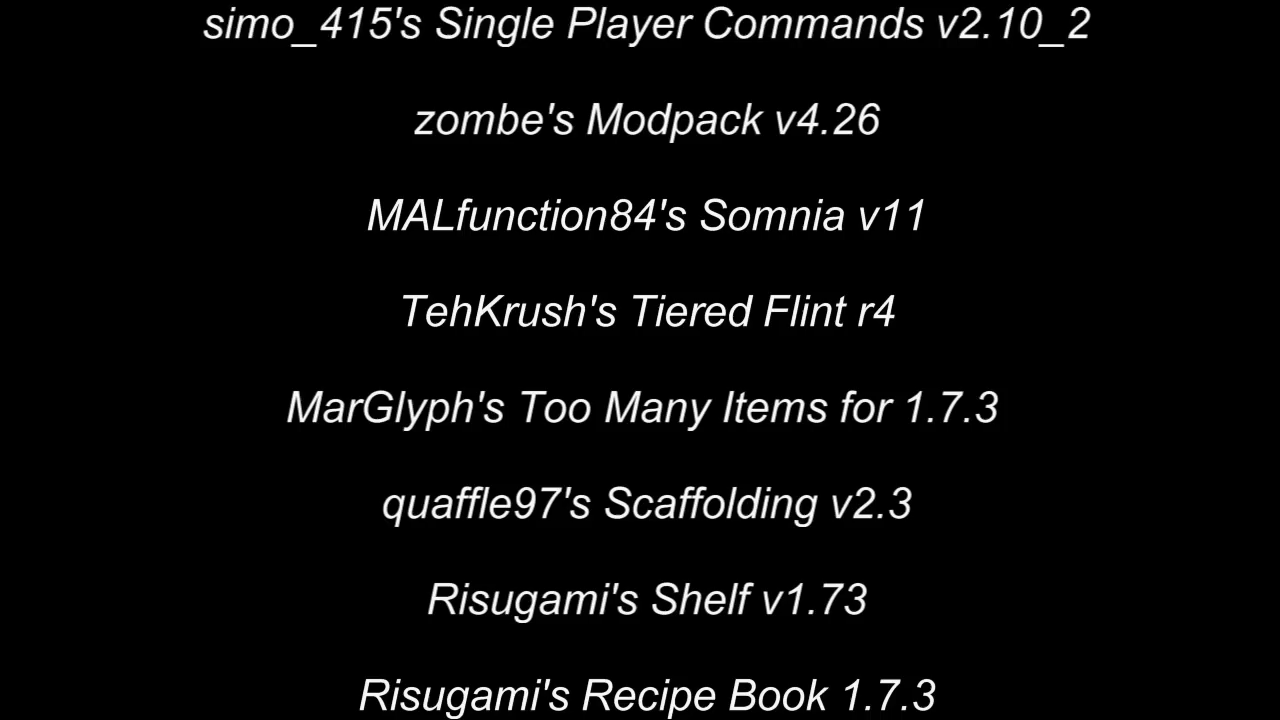 simo_415's Single Player Commands v2.10_2
zombe's Modpack v4.26
MALfunction84's Somnia v11
TehKrush's Tiered Flint r4
MarGlyph's Too Many Items for 1.7.3
quaffle97's Scaffolding v2.3
Risugami's Shelf v1.73
Risugami's Recipe Book 1.7.3